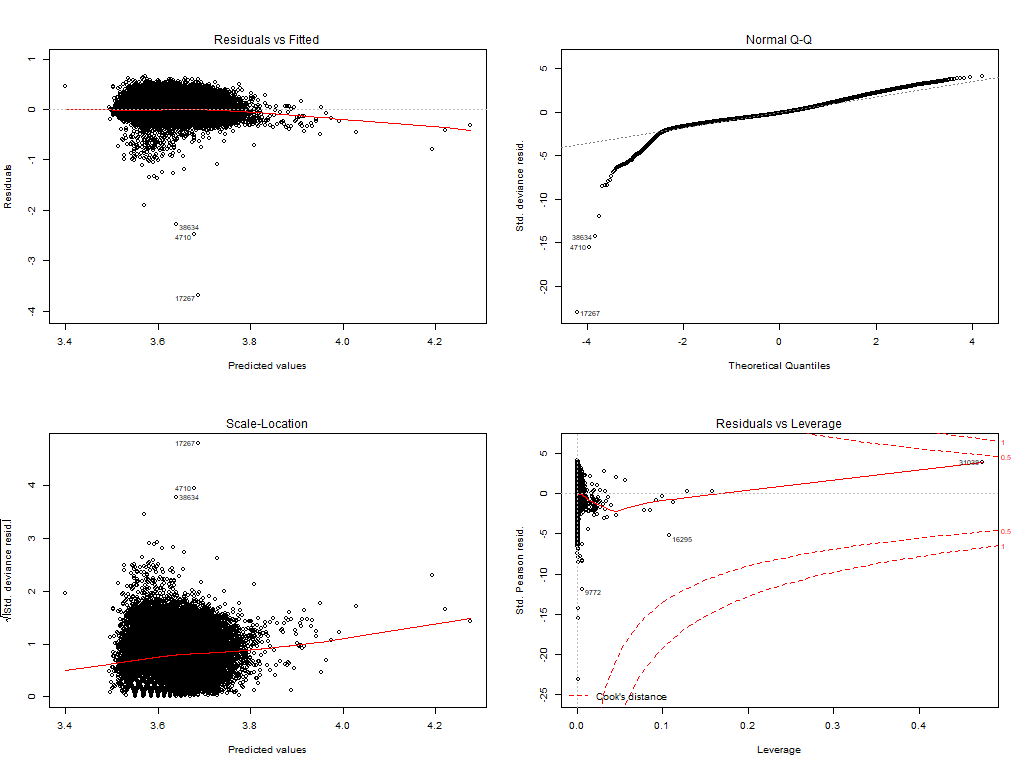 Residuals vs Fitted
Residuals
1
0
-1
-2
-3
-4
38634
4710
17267
3.4 3.6 3.8 4.0 4.2
Predicted values
Normal Q-Q
Std. deviance resid.
5
0
-5
-10
-15
-20
38634
4710
17267
-4 -2 0 2 4
Theoretical Quantiles
Scale-Location
√|Std. deviance resid.|
4
3
2
1
0
17267
4710
38634
3.4 3.6 3.8 4.0 4.2
Predicted values
Residuals vs Leverage
Std. Pearson resid.
5
0
-5
-10
-15
-20
-25
31038
16295
9772
1
0.5
0.5
1
Cook's distance
0.0 0.1 0.2 0.3 0.4
Leverage